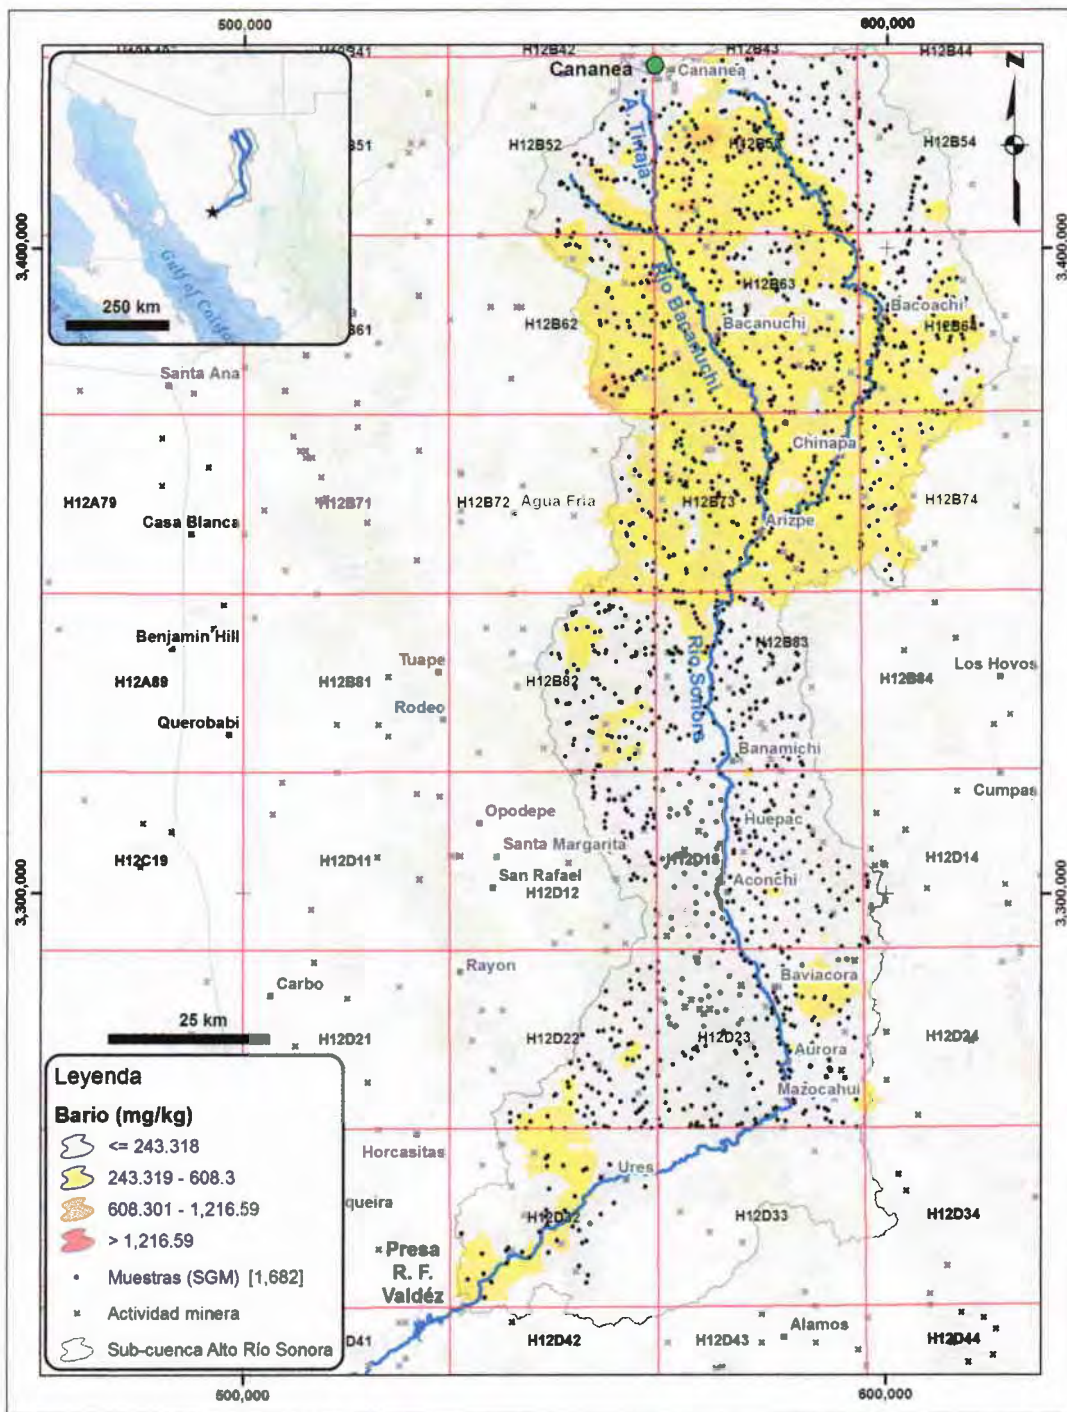 500,000
600,000
H12B42
H12B43
H12B44
Cananea
Cananea
A. Tinaja
Z
H12B52
H12B54
3,400,000
3,400,000
Gulf of
250 km
Río Bacanuchi
H12B63
Bacoachi
H12B62
Bacanuchi
H12B64
Santa Ana
Chinapa
H12A79
H12B71
H12B72
Agua Fria
H12B73
H12B74
Casa Blanca
Arizpe
Benjamin Hill
H12B83
Tuape
Los Hovos
H12A89
H12B81
H12B82
H12B84
Rodeo
Río Sonora
Querobabi
Banamichi
Cumpas
Opodepe
Huepac
Santa Margarita
H12C19
H12D11
H12D14
San Rafael
H12D12
Aconchi
3,300,000
3,300,000
Rayon
Baviacora
Carbo
25 km
H12D21
H12D22
H12D23
H12D24
Aurora
Mazocahui
Leyenda
Bario (mg/kg)
<= 243.318
243.319 - 608.3
608.301 - 1,216.59
> 1,216.59
Muestras (SGM) [1,682]
Actividad minera
Sub-cuenca Alto Río Sonora
Horcasitas
Ures
queira
H12D32
H12D33
H12D34
Presa
R. F.
Valdéz
D41
H12D42
H12D43
Alamos
H12D44
500,000
600,000